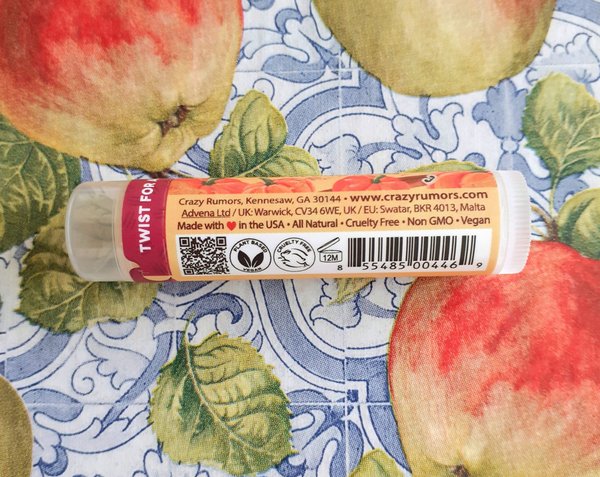 TWIST FOR
Crazy Rumors, Kennesaw, GA 30144 • www.crazyrumors.com
Advena Ltd / UK: Warwick, CV34 6WE, UK / EU: Swatar, BKR 4013, Malta
Made with ❤ in the USA • All Natural • Cruelty Free • Non GMO • Vegan
PLANT BASED
VEGAN
CRUELTY FREE
12M
8 55485 00446 9